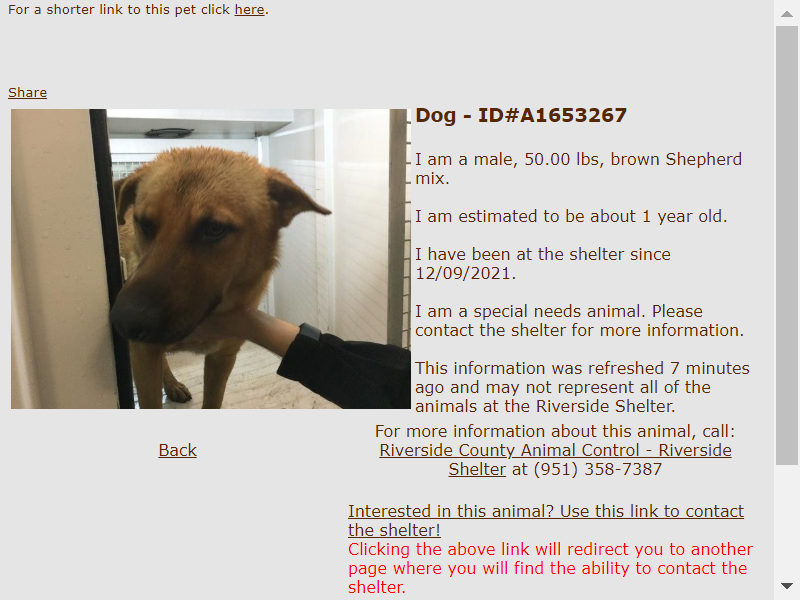 For a shorter link to this pet click here.
Share
Dog - ID#A1653267
I am a male, 50.00 lbs, brown Shepherd
mix.
I am estimated to be about 1 year old.
I have been at the shelter since
12/09/2021.
I am a special needs animal. Please
contact the shelter for more information.
This information was refreshed 7 minutes
ago and may not represent all of the
animals at the Riverside Shelter.
For more information about this animal, call:
Riverside County Animal Control - Riverside
Shelter at (951) 358-7387
Back
Interested in this animal? Use this link to contact
the shelter!
Clicking the above link will redirect you to another
page where you will find the ability to contact the
shelter.